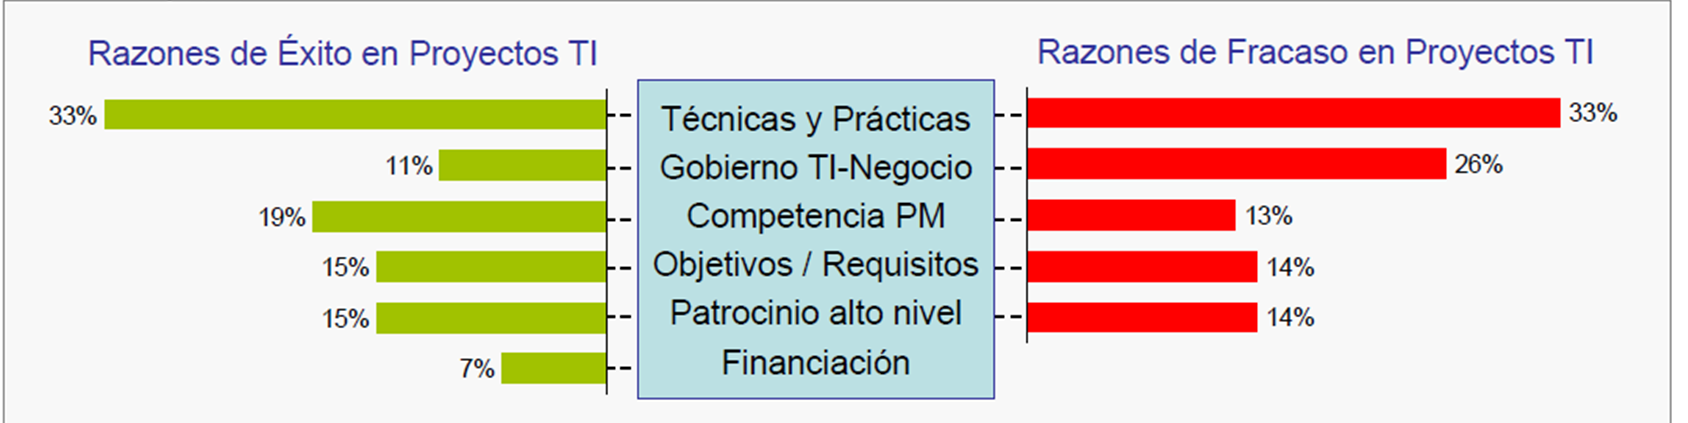 Razones de Éxito en Proyectos TI
Razones de Fracaso en Proyectos TI
33% Técnicas y Prácticas 33%
11% Gobierno TI-Negocio 26%
19% Competencia PM 13%
15% Objetivos / Requisitos 14%
15% Patrocinio alto nivel 14%
7% Financiación